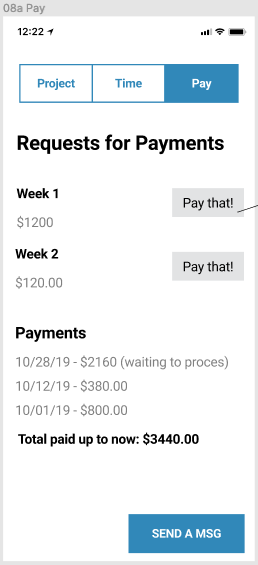 08a Pay
12:22
Project Time Pay
Requests for Payments
Week 1
$1200
Pay that!
Week 2
$120.00
Pay that!
Payments
10/28/19 - $2160 (waiting to proces)
10/12/19 - $380.00
10/01/19 - $800.00
Total paid up to now: $3440.00
SEND A MSG